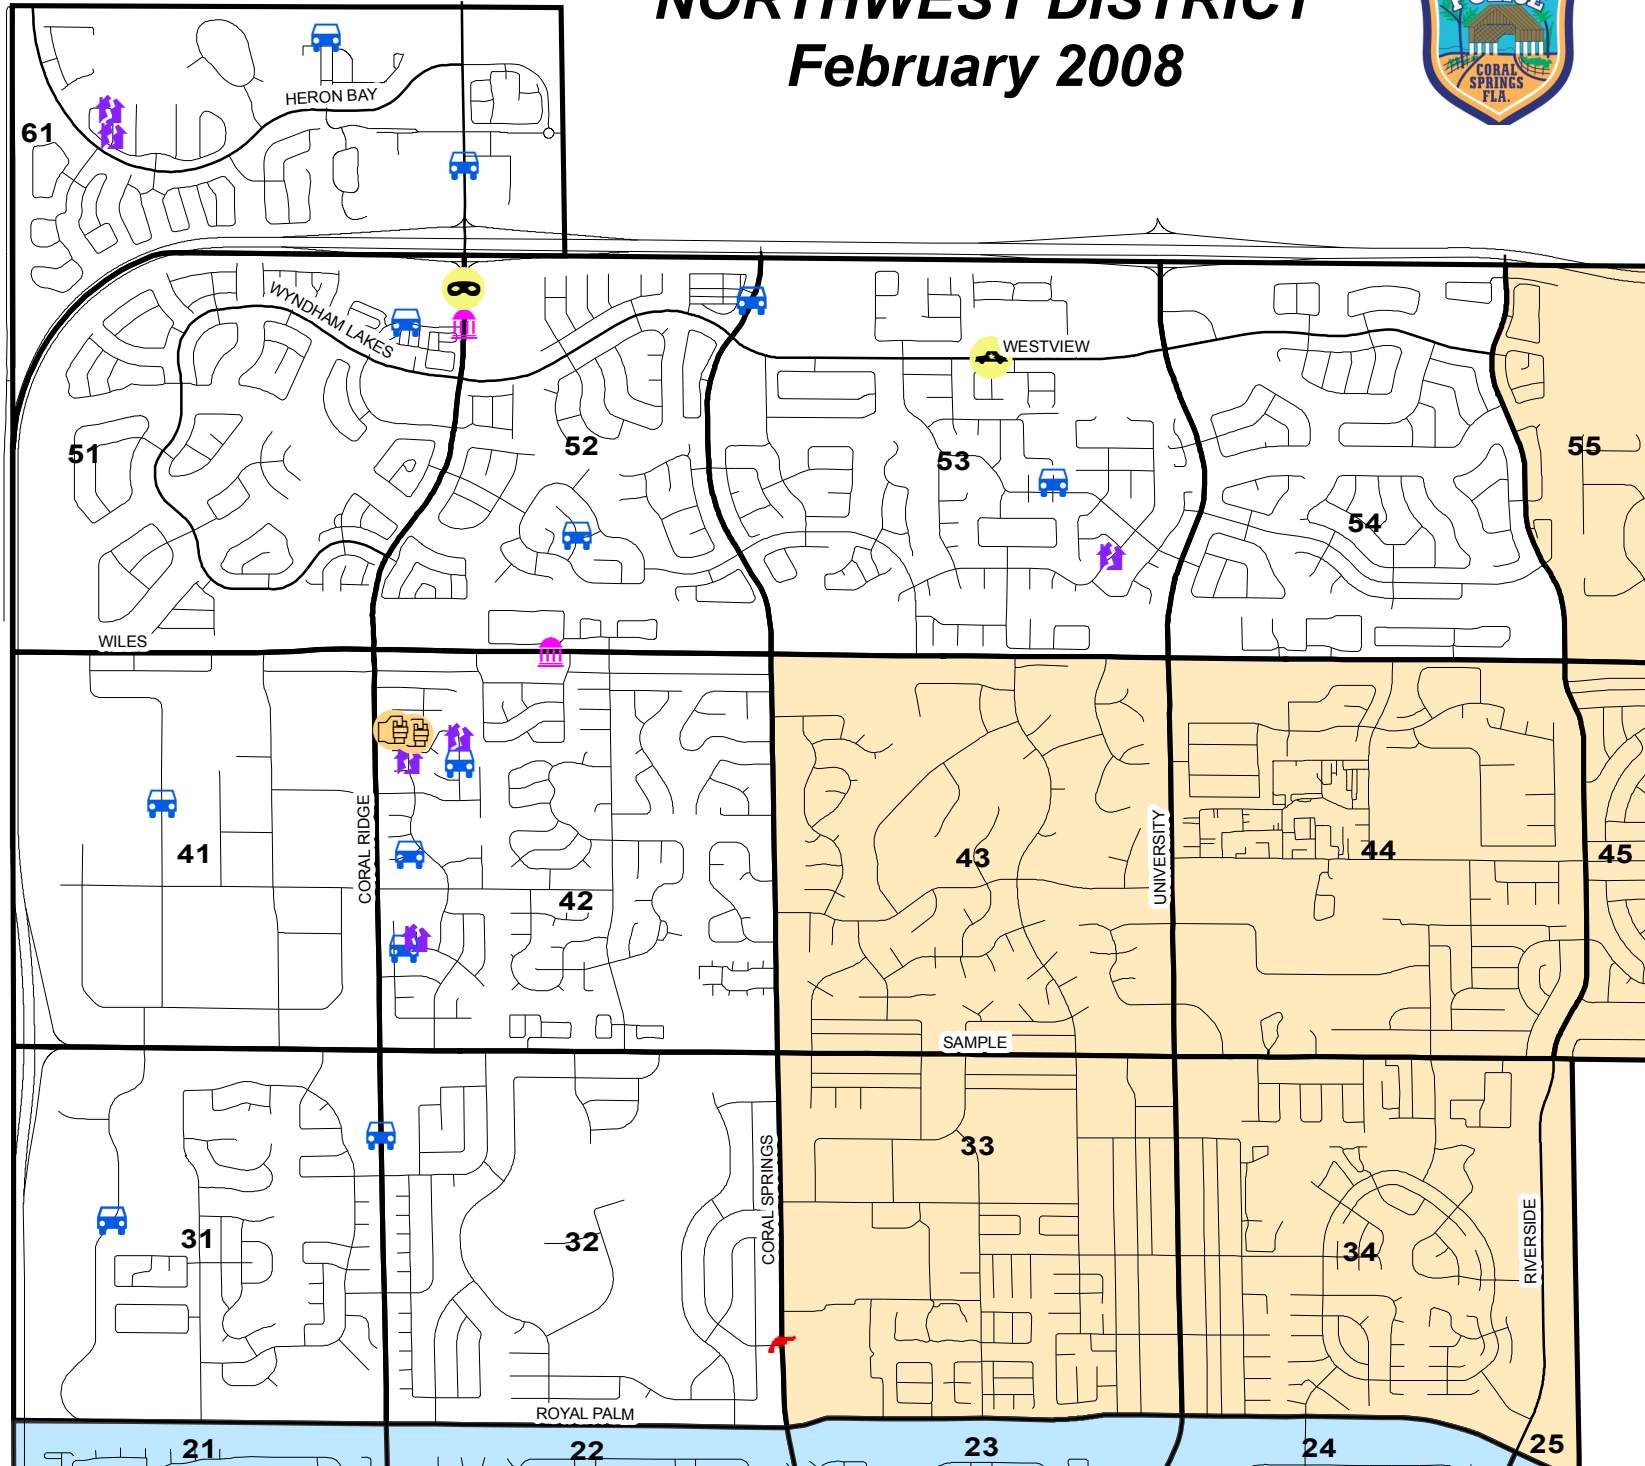 NORTHWEST DISTRICT
February 2008
POLICE
CORAL
SPRINGS
FLA.
HERON BAY
61
WYNDHAM LAKES
WESTVIEW
51
52
53
54
55
WILES
CORAL RIDGE
UNIVERSITY
41
42
43
44
45
SAMPLE
CORAL SPRINGS
RIVERSIDE
31
32
33
34
ROYAL PALM
21
22
23
24
25